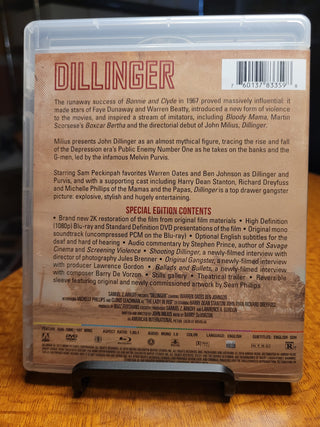 DILLINGER
7 60137 83359 8
The runaway success of Bonnie and Clyde in 1967 proved massively influential: it
made stars of Faye Dunaway and Warren Beatty, introduced a new form of violence
to the movies, and inspired a stream of imitators, including Bloody Mama, Martin
Scorsese's Boxcar Bertha and the directorial debut of John Milius, Dillinger.
Milius presents John Dillinger as an almost mythical figure, tracing the rise and fall
of the Depression era's Public Enemy Number One as he takes on the banks and the
G-men, led by the infamous Melvin Purvis.
Starring Sam Peckinpah favorites Warren Oates and Ben Johnson as Dillinger and
Purvis, and with a supporting cast including Harry Dean Stanton, Richard Dreyfuss and
Michelle Phillips of the Mamas and the Papas, Dillinger is a top drawer gangster
picture: explosive, stylish and hugely entertaining.
SPECIAL EDITION CONTENTS
• Brand new 2K restoration of the film from original film materials • High Definition
(1080p) Blu-ray and Standard Definition DVD presentations of the film • Original mono
soundtrack (uncompressed PCM on the Blu-ray) • Optional English subtitles for the
deaf and hard of hearing • Audio commentary by Stephen Prince, author of Savage
Cinema and Screening Violence • Shooting Dillinger, a newly-filmed interview with
director of photography Jules Brenner • Original Gangster, a newly-filmed interview
with producer Lawrence Gordon • Ballads and Bullets, a newly-filmed interview
with composer Barry De Vorzon • Stills gallery • Theatrical trailer • Reversible
sleeve featuring original and newly commissioned artwork by Sean Phillips